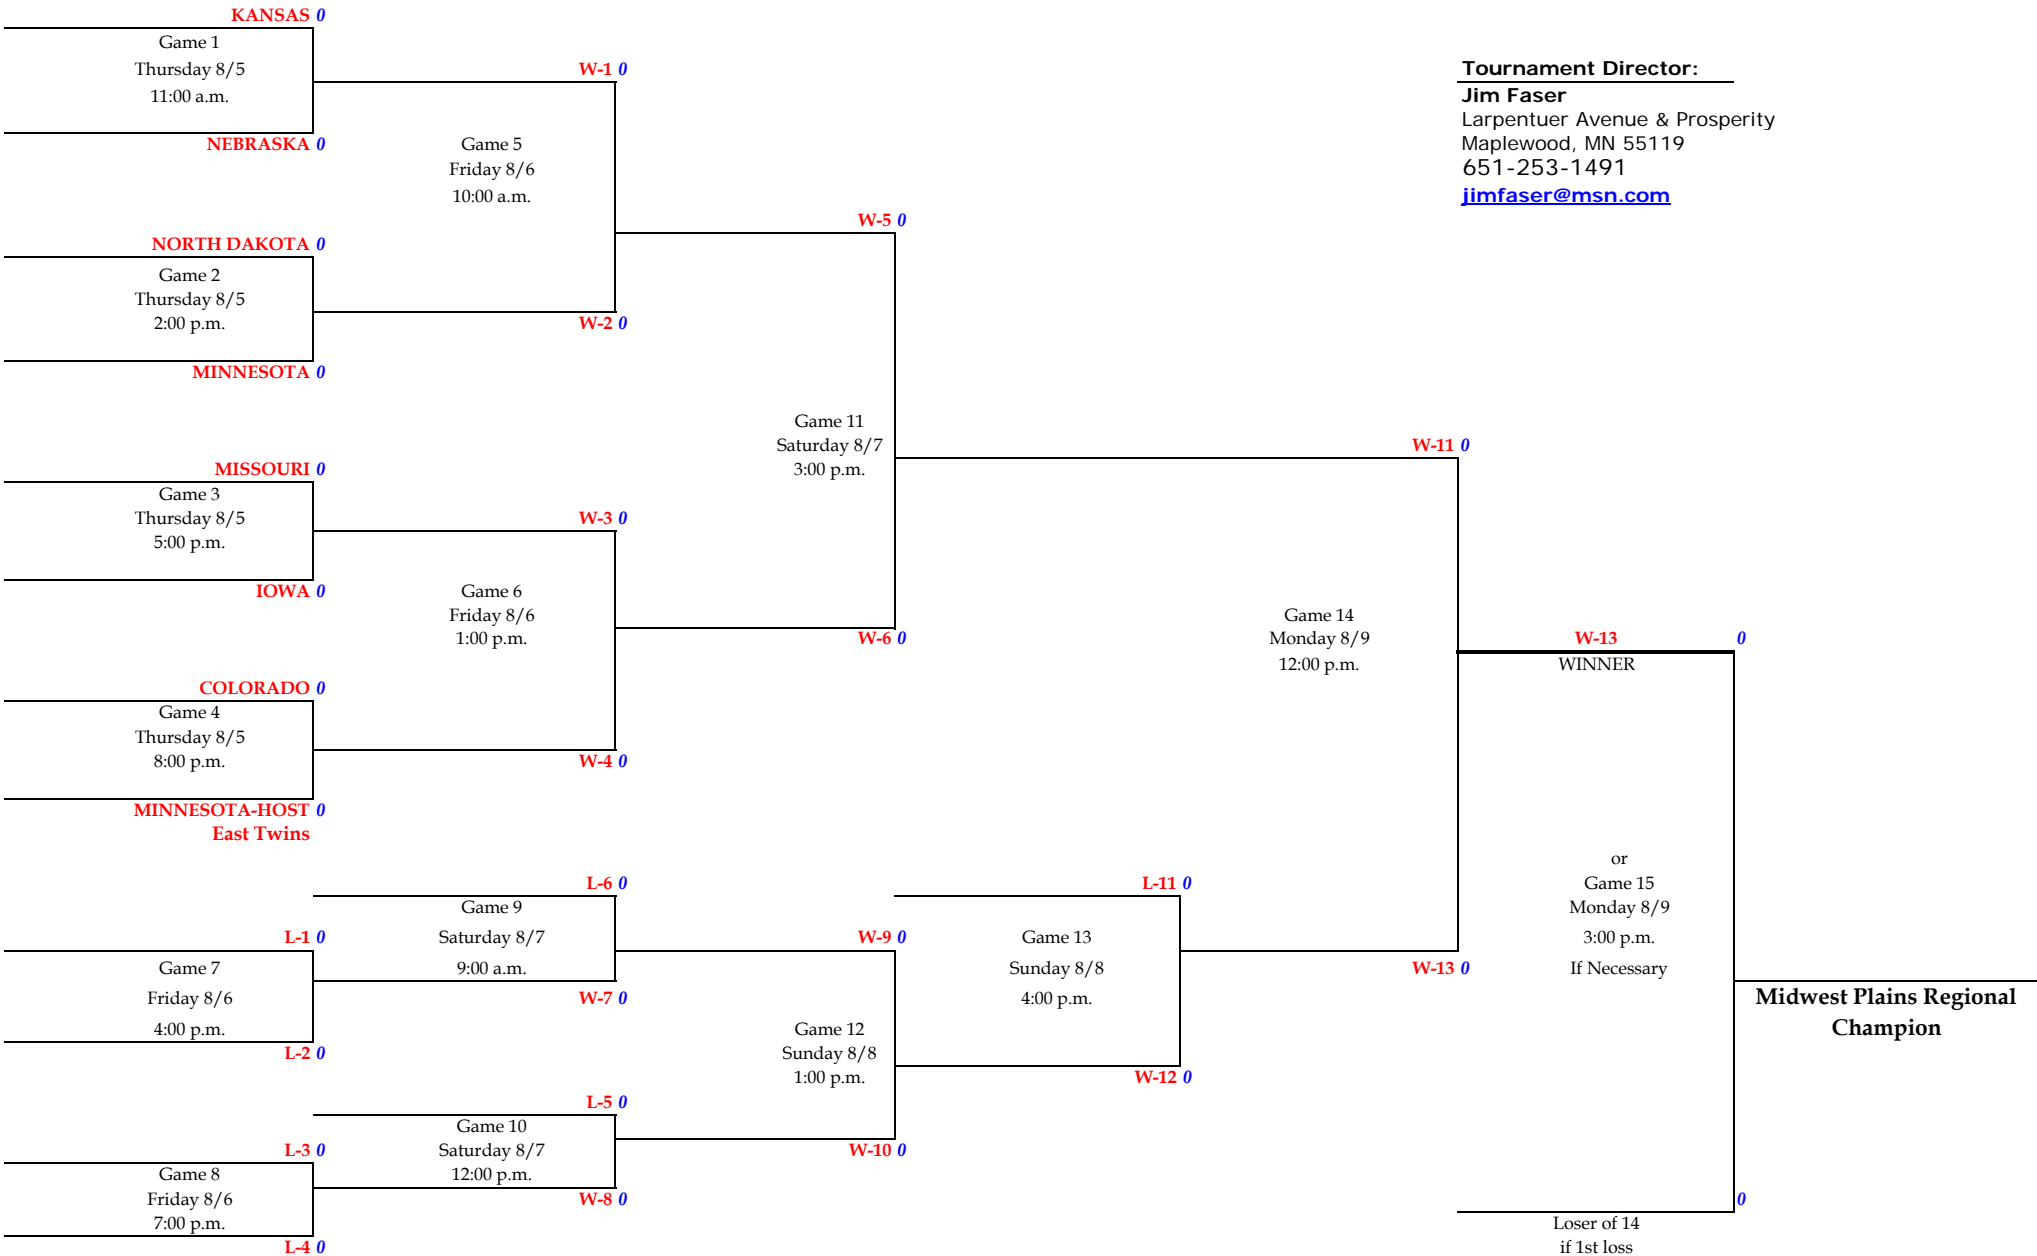 KANSAS 0
Game 1
Thursday 8/5
11:00 a.m.
NEBRASKA 0
W-1 0
Game 5
Friday 8/6
10:00 a.m.
Tournament Director:
Jim Faser
Larpentuer Avenue & Prosperity
Maplewood, MN 55119
651-253-1491
jimfaser@msn.com
NORTH DAKOTA 0
Game 2
Thursday 8/5
2:00 p.m.
MINNESOTA 0
W-2 0
W-5 0
MISSOURI 0
Game 3
Thursday 8/5
5:00 p.m.
IOWA 0
W-3 0
Game 6
Friday 8/6
1:00 p.m.
Game 11
Saturday 8/7
3:00 p.m.
W-11 0
W-6 0
Game 14
Monday 8/9
12:00 p.m.
W-13 0
WINNER
COLORADO 0
Game 4
Thursday 8/5
8:00 p.m.
MINNESOTA-HOST 0
East Twins
W-4 0
L-6 0
Game 9
Saturday 8/7
9:00 a.m.
W-7 0
L-1 0
Game 7
Friday 8/6
4:00 p.m.
L-2 0
W-9 0
Game 12
Sunday 8/8
1:00 p.m.
W-10 0
L-11 0
Game 13
Sunday 8/8
4:00 p.m.
W-12 0
W-13 0
or
Game 15
Monday 8/9
3:00 p.m.
If Necessary
Midwest Plains Regional
Champion
L-5 0
Game 10
Saturday 8/7
12:00 p.m.
W-8 0
L-3 0
Game 8
Friday 8/6
7:00 p.m.
L-4 0
0
Loser of 14
if 1st loss